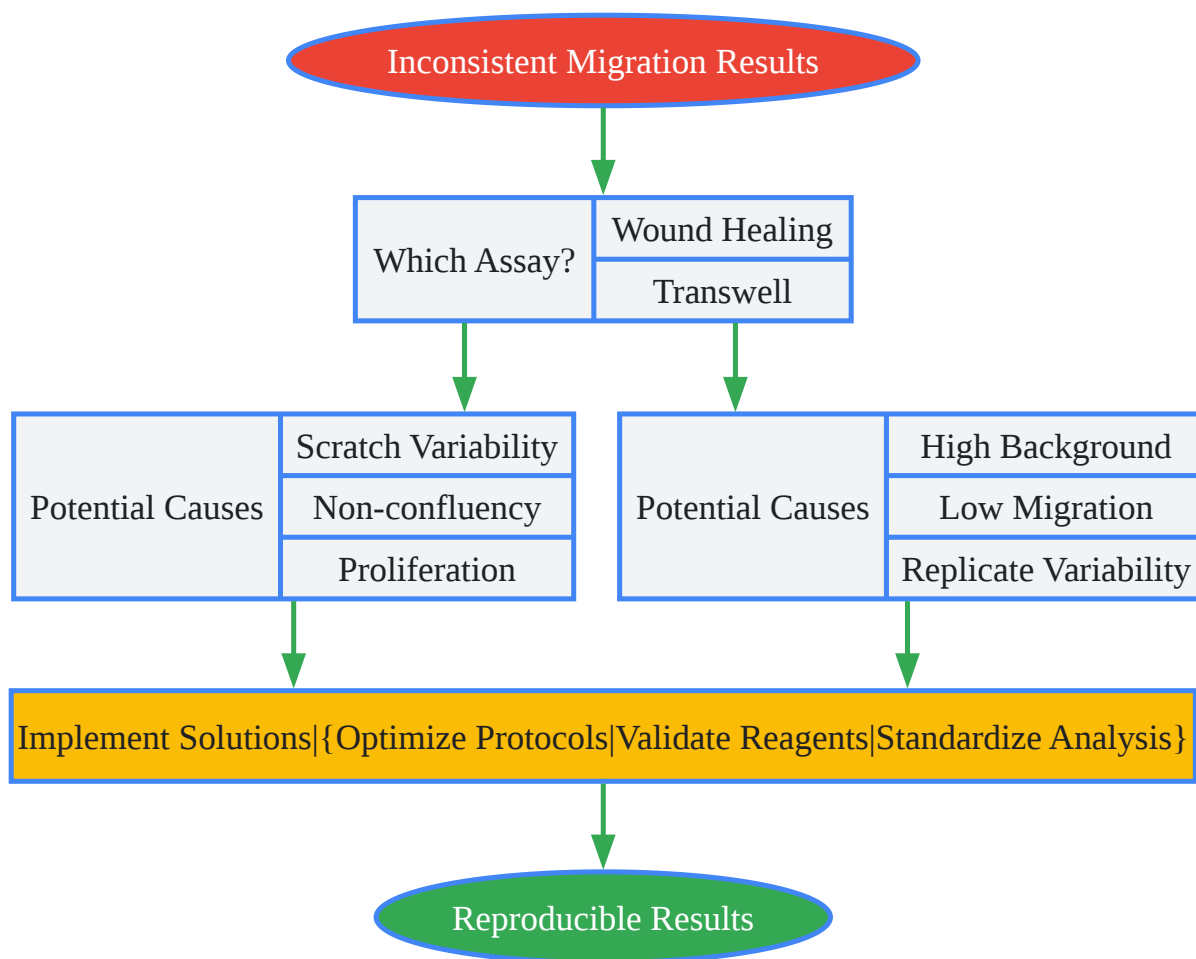 Inconsistent Migration Results
Which Assay?
Wound Healing
Transwell
Potential Causes
Scratch Variability
Non-confluency
Proliferation
Potential Causes
High Background
Low Migration
Replicate Variability
Implement Solutions|{Optimize Protocols|Validate Reagents|Standardize Analysis}
Reproducible Results